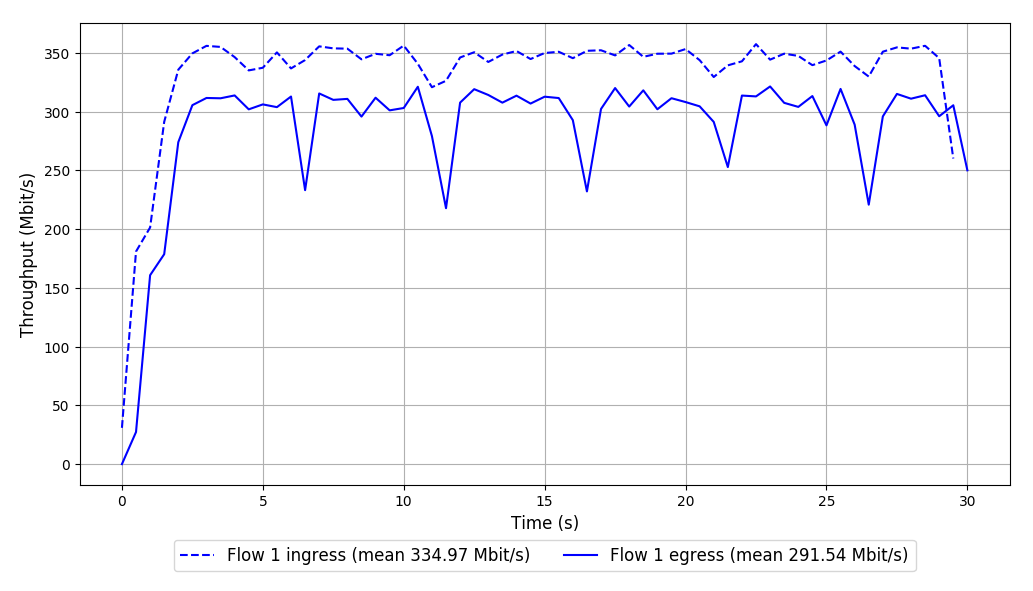 350
300
250
200
150
100
50
0
Throughput (Mbit/s)
0 5 10 15 20 25 30
Time (s)
Flow 1 ingress (mean 334.97 Mbit/s) Flow 1 egress (mean 291.54 Mbit/s)